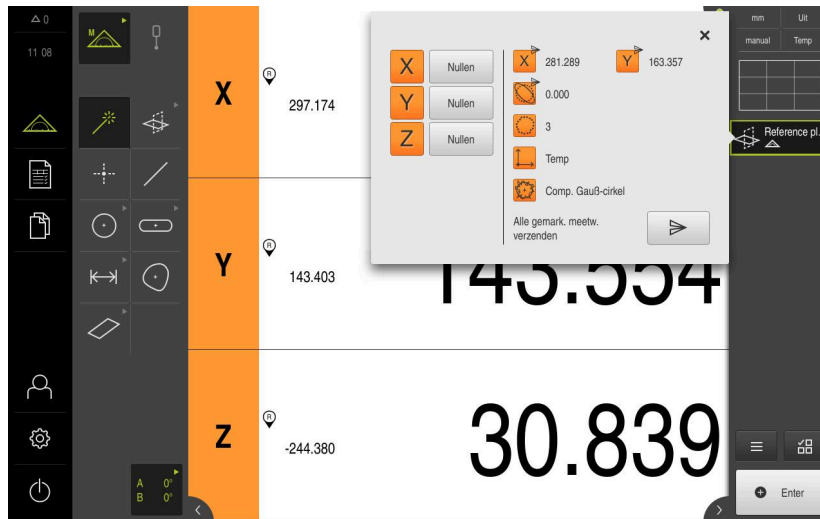 0
11 08
M
A 0°
B 0°
X
R
297.174
Y
R
143.403
143.554
Z
R
-244.380
30.839
X Nullen
Y Nullen
Z Nullen
X 281.289 Y 163.357
0.000
3
Temp
Comp. Gauß-cirkel
Alle gemark. meetw.
verzenden
mm Uit
manual Temp
Reference pl.
Enter